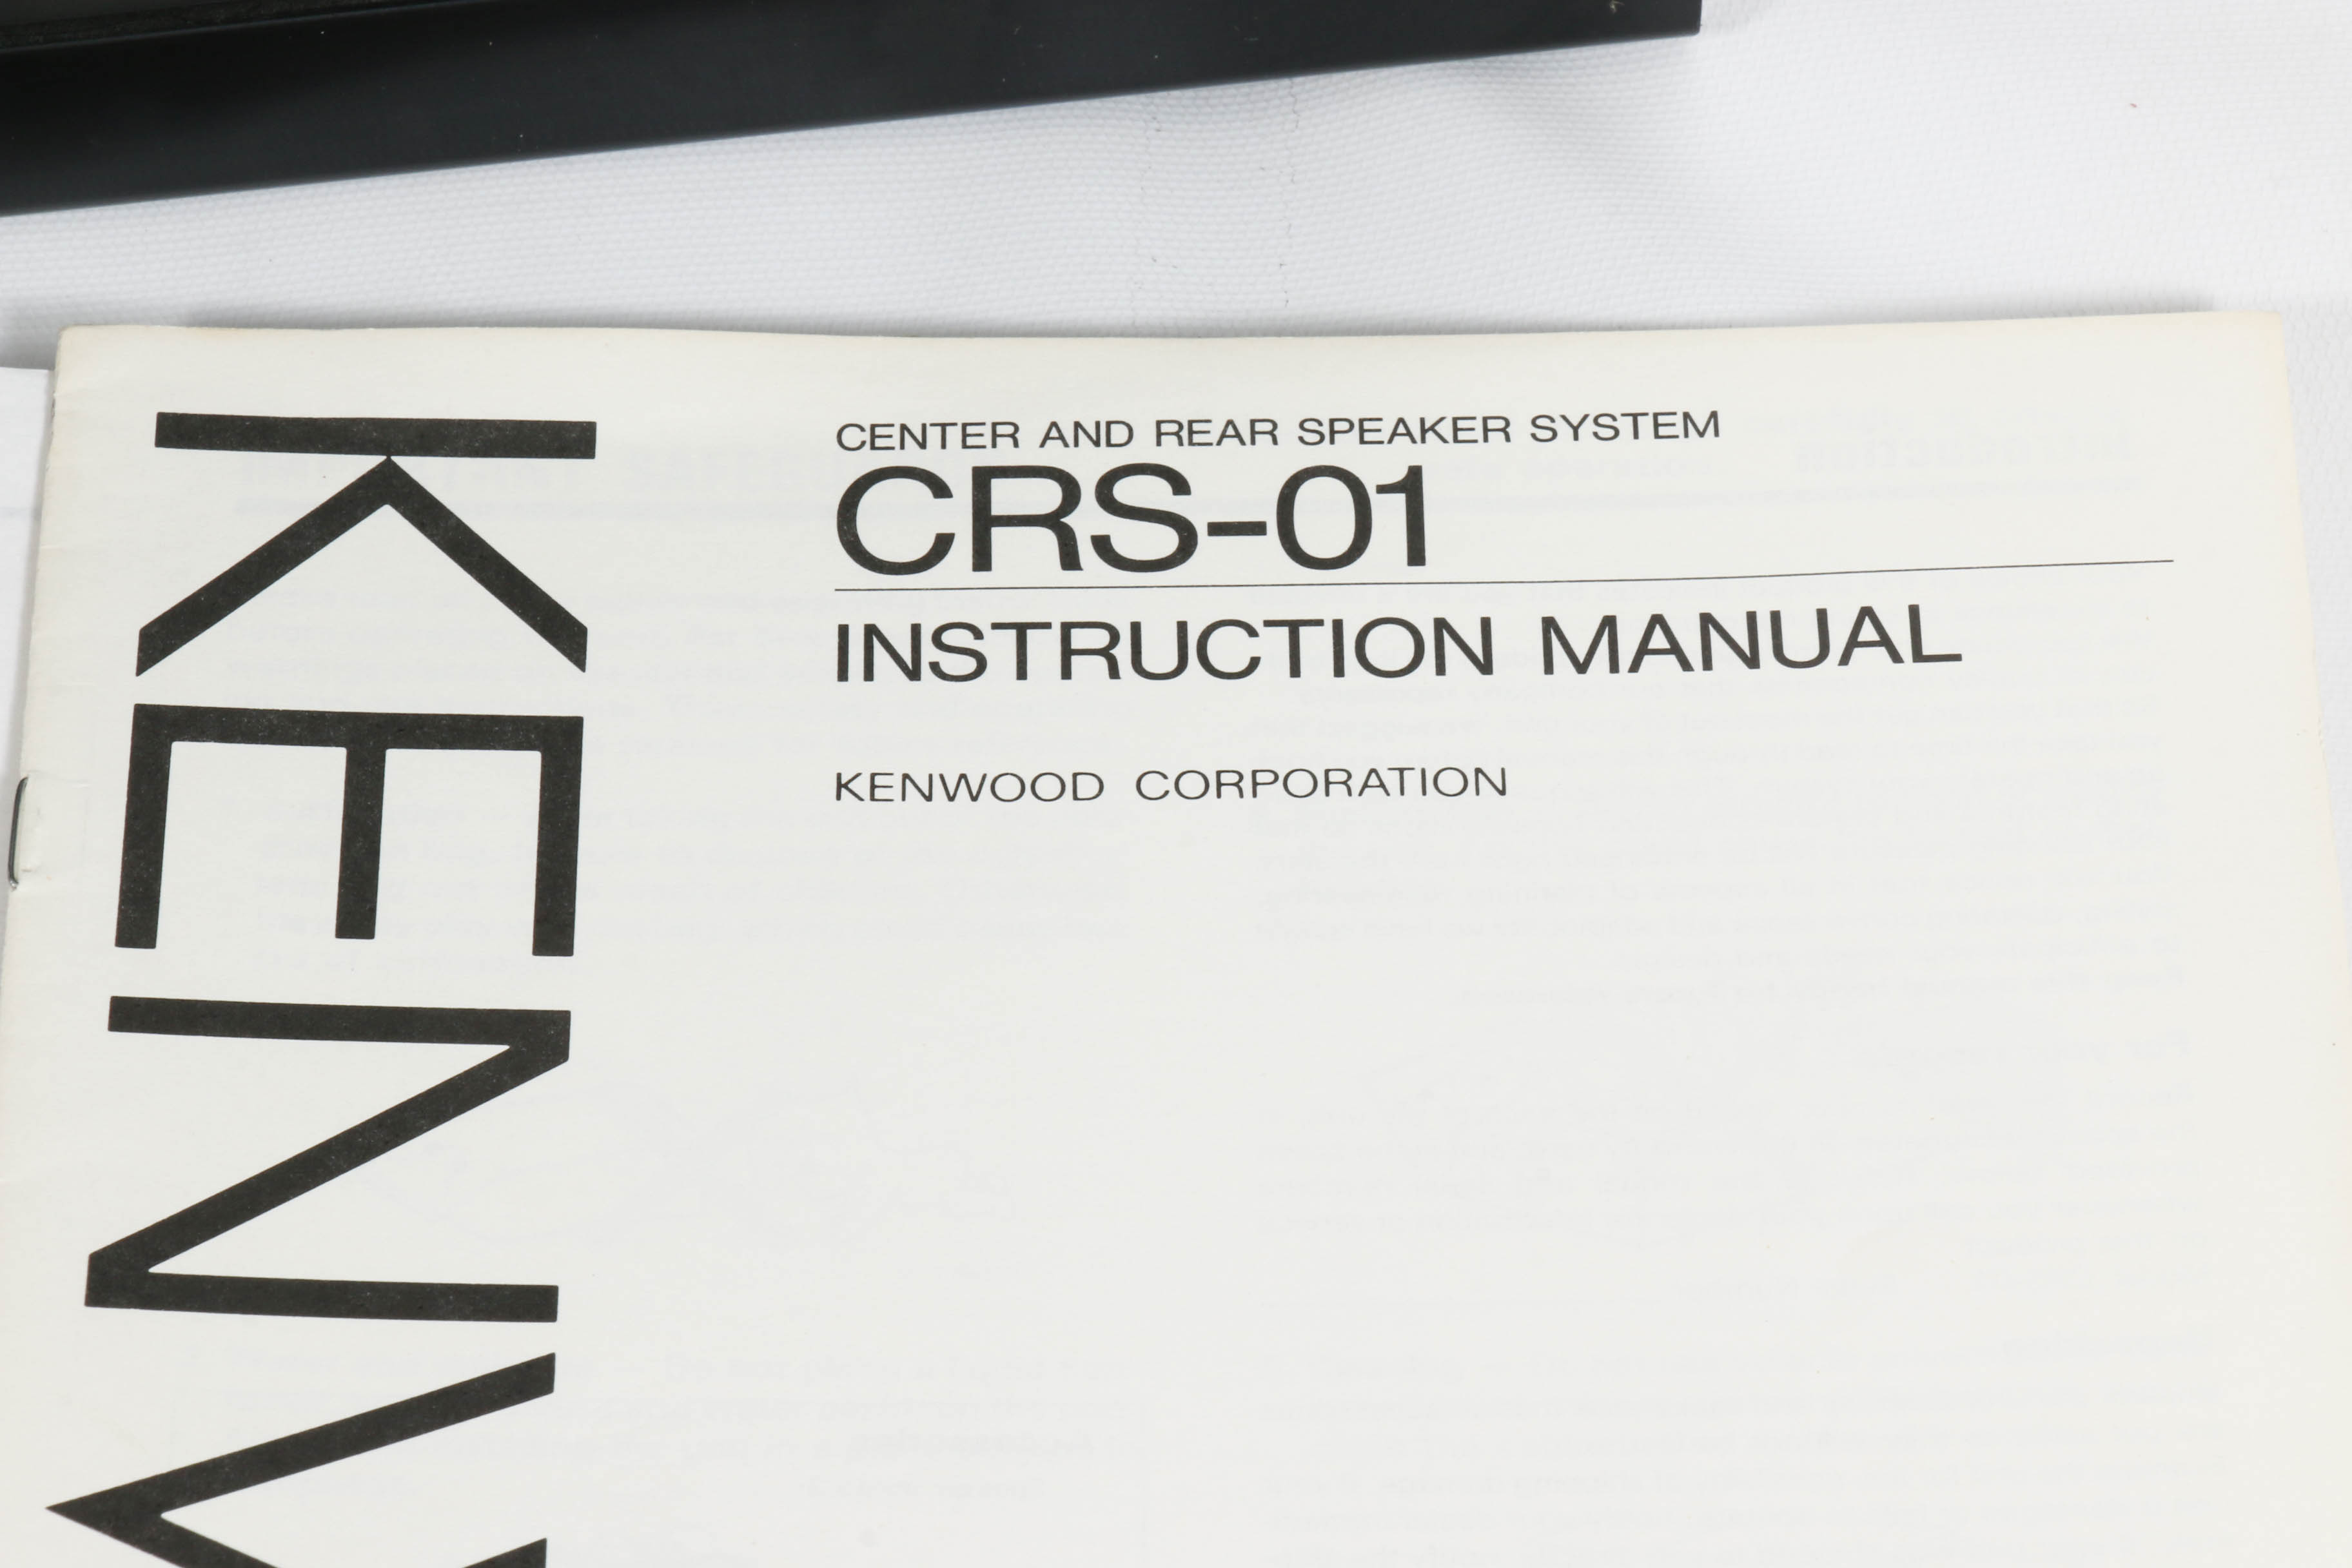 KENW
CENTER AND REAR SPEAKER SYSTEM
CRS-01
INSTRUCTION MANUAL
KENWOOD CORPORATION